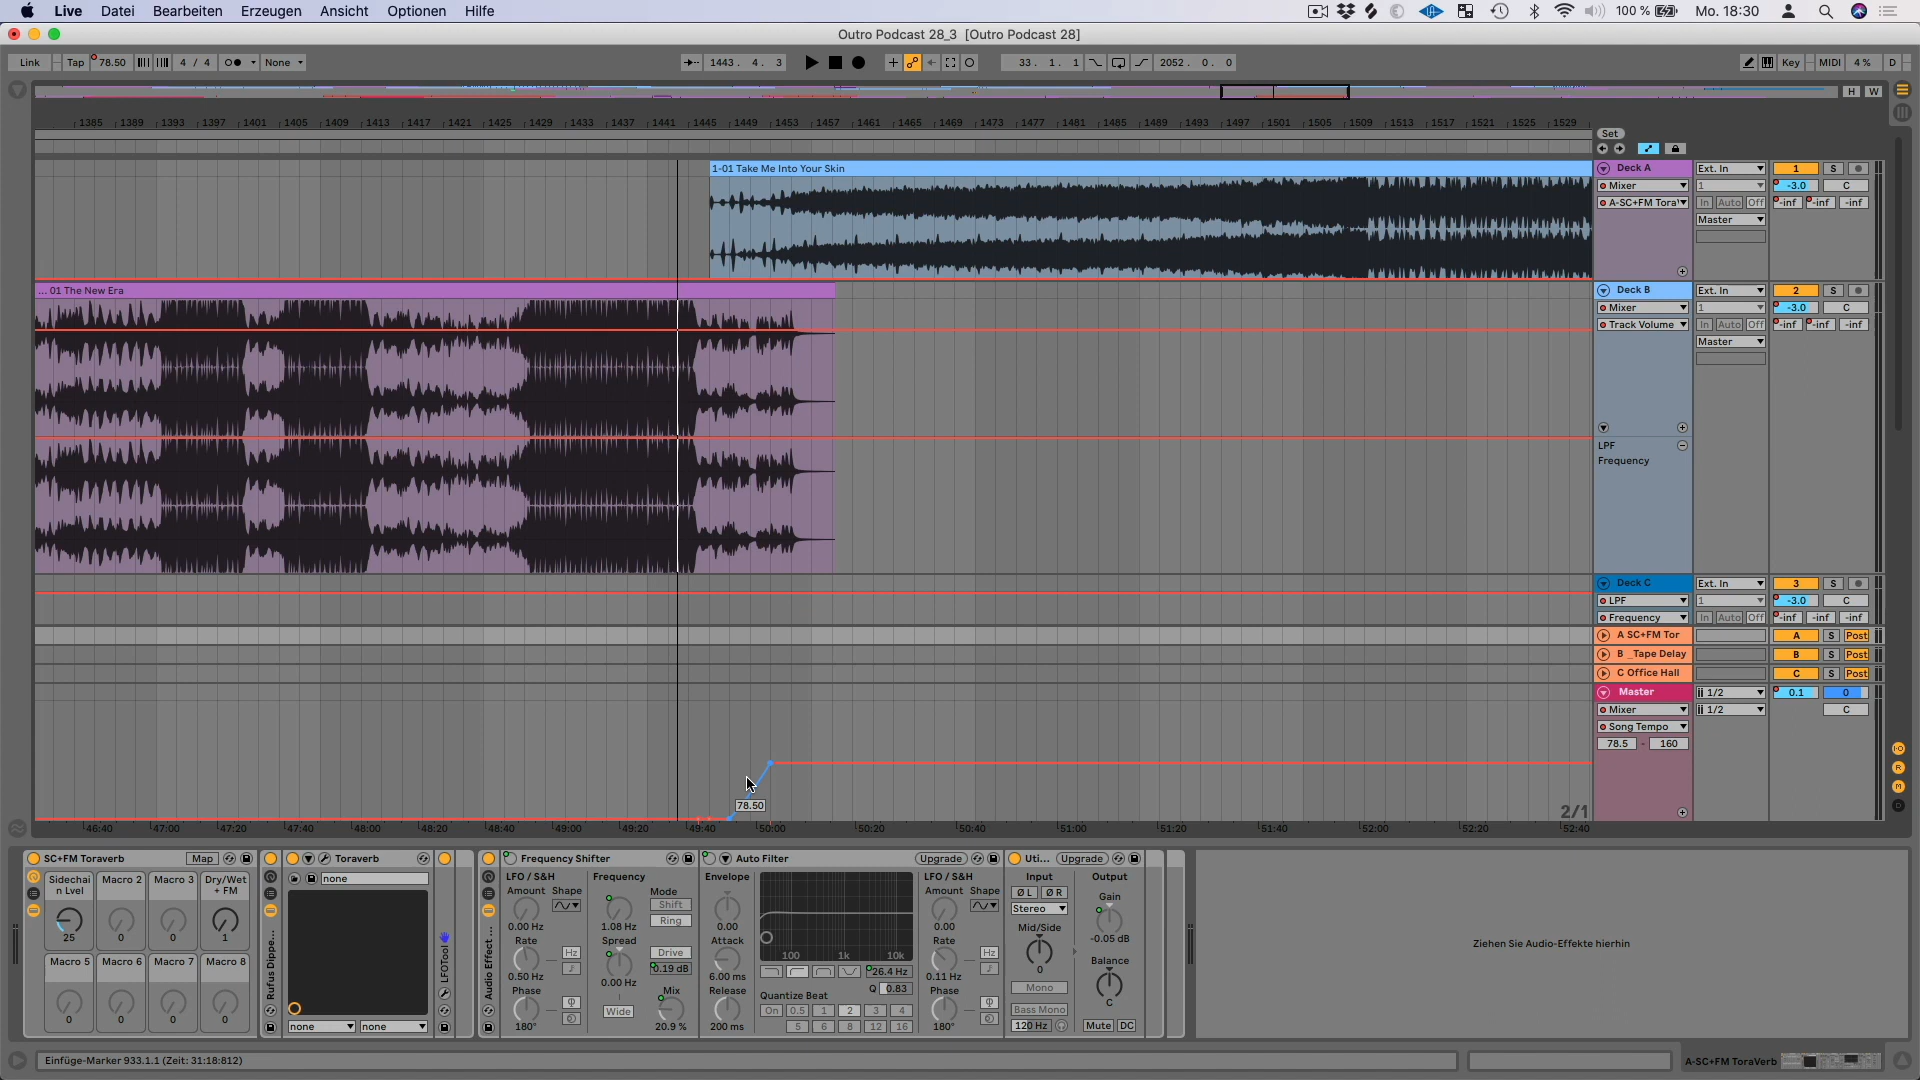 Live Datei Bearbeiten Erzeugen Ansicht Optionen Hilfe 100 % Mo. 18:30
Outro Podcast 28_3 [Outro Podcast 28]
Link Tap 78.50 4 / 4 None 1443. 4. 3 33. 1. 1 2052. 0. 0 Key MIDI 4 % D
H W
1385 1389 1393 1397 1401 1405 1409 1413 1417 1421 1425 1429 1433 1437 1441 1445 1449 1453 1457 1461 1465 1469 1473 1477 1481 1485 1489 1493 1497 1501 1505 1509 1513 1517 1521 1525 1529
Set
1-01 Take Me Into Your Skin
Deck A Ext. In 1 S
Mixer 1 -3.0 C
A-SC+FM Tora In Auto Off -inf -inf -inf
Master
... 01 The New Era
Deck B Ext. In 2 S
Mixer 1 -3.0 C
Track Volume In Auto Off -inf -inf -inf
Master
LPF
Frequency
Deck C Ext. In 3 S
LPF 1 -3.0 C
Frequency In Auto Off -inf -inf -inf
A SC+FM Tor A S Post
B _Tape Delay B S Post
C Office Hall C S Post
Master 1/2 0.1 0
Mixer 1/2 C
Song Tempo
78.5 - 160
78.50
2/1
46:40 47:00 47:20 47:40 48:00 48:20 48:40 49:00 49:20 49:40 50:00 50:20 50:40 51:00 51:20 51:40 52:00 52:20 52:40
SC+FM Toraverb Map
Sidechai n Lvel Macro 2 Macro 3 Dry/Wet + FM
25 0 0 1
Macro 5 Macro 6 Macro 7 Macro 8
0 0 0 0
Rufus Dippe...
Toraverb
none
none none
LFOTool
Audio Effect ...
Frequency Shifter
LFO / S&H Frequency
Amount Shape Mode
Shift
0.00 Hz 1.08 Hz Ring
Rate Spread
Hz Drive
0.50 Hz 0.00 Hz 0.19 dB
Phase Mix
180° Wide 20.9 %
Auto Filter Upgrade
Envelope LFO / S&H
Amount Shape
0.00 0.00
Attack Rate
100 1k 10k Hz
6.00 ms 26.4 Hz 0.11 Hz
Release Q 0.83 Phase
Quantize Beat
On 0.5 1 2 3 4
200 ms 5 6 8 12 16 180°
Uti... Upgrade
Input Output
Ø L Ø R Gain
Stereo
Mid/Side -0.05 dB
Balance
0
Mono
Bass Mono C
120 Hz Mute DC
Ziehen Sie Audio-Effekte hierhin
Einfüge-Marker 933.1.1 (Zeit: 31:18:812)
A-SC+FM ToraVerb